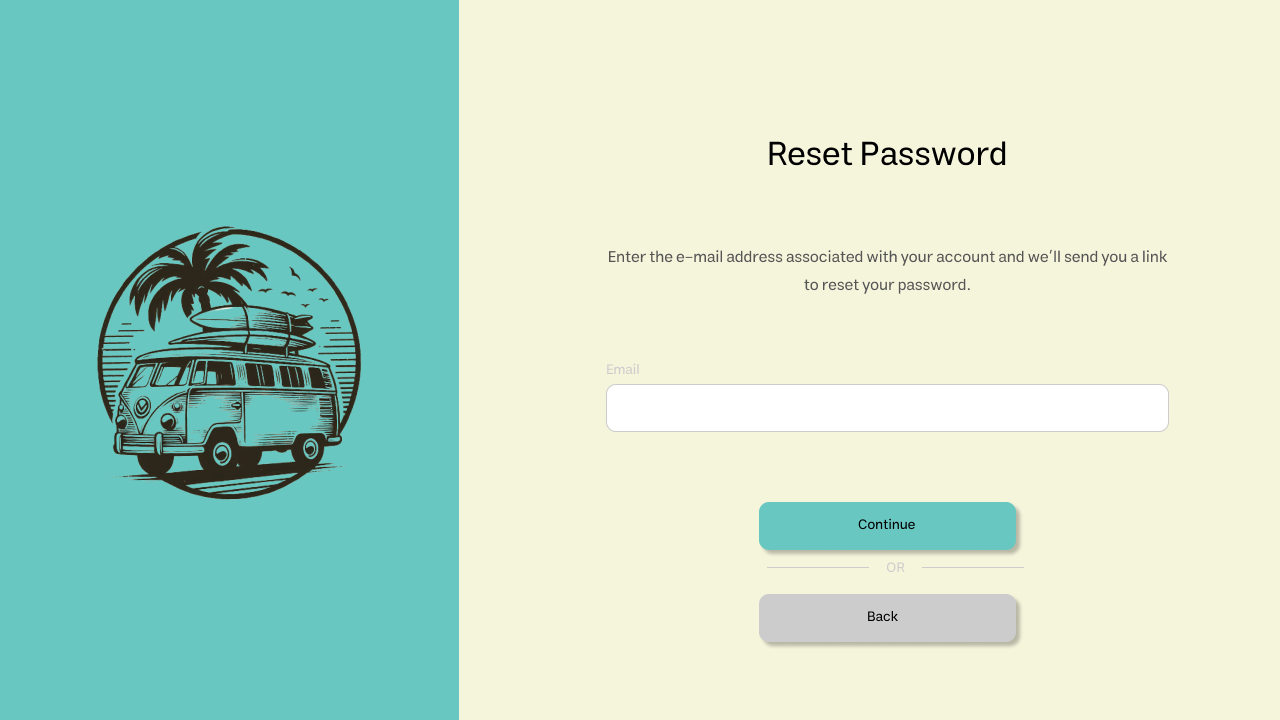 Reset Password
Enter the e-mail address associated with your account and we'll send you a link
to reset your password.
Email
Continue
OR
Back